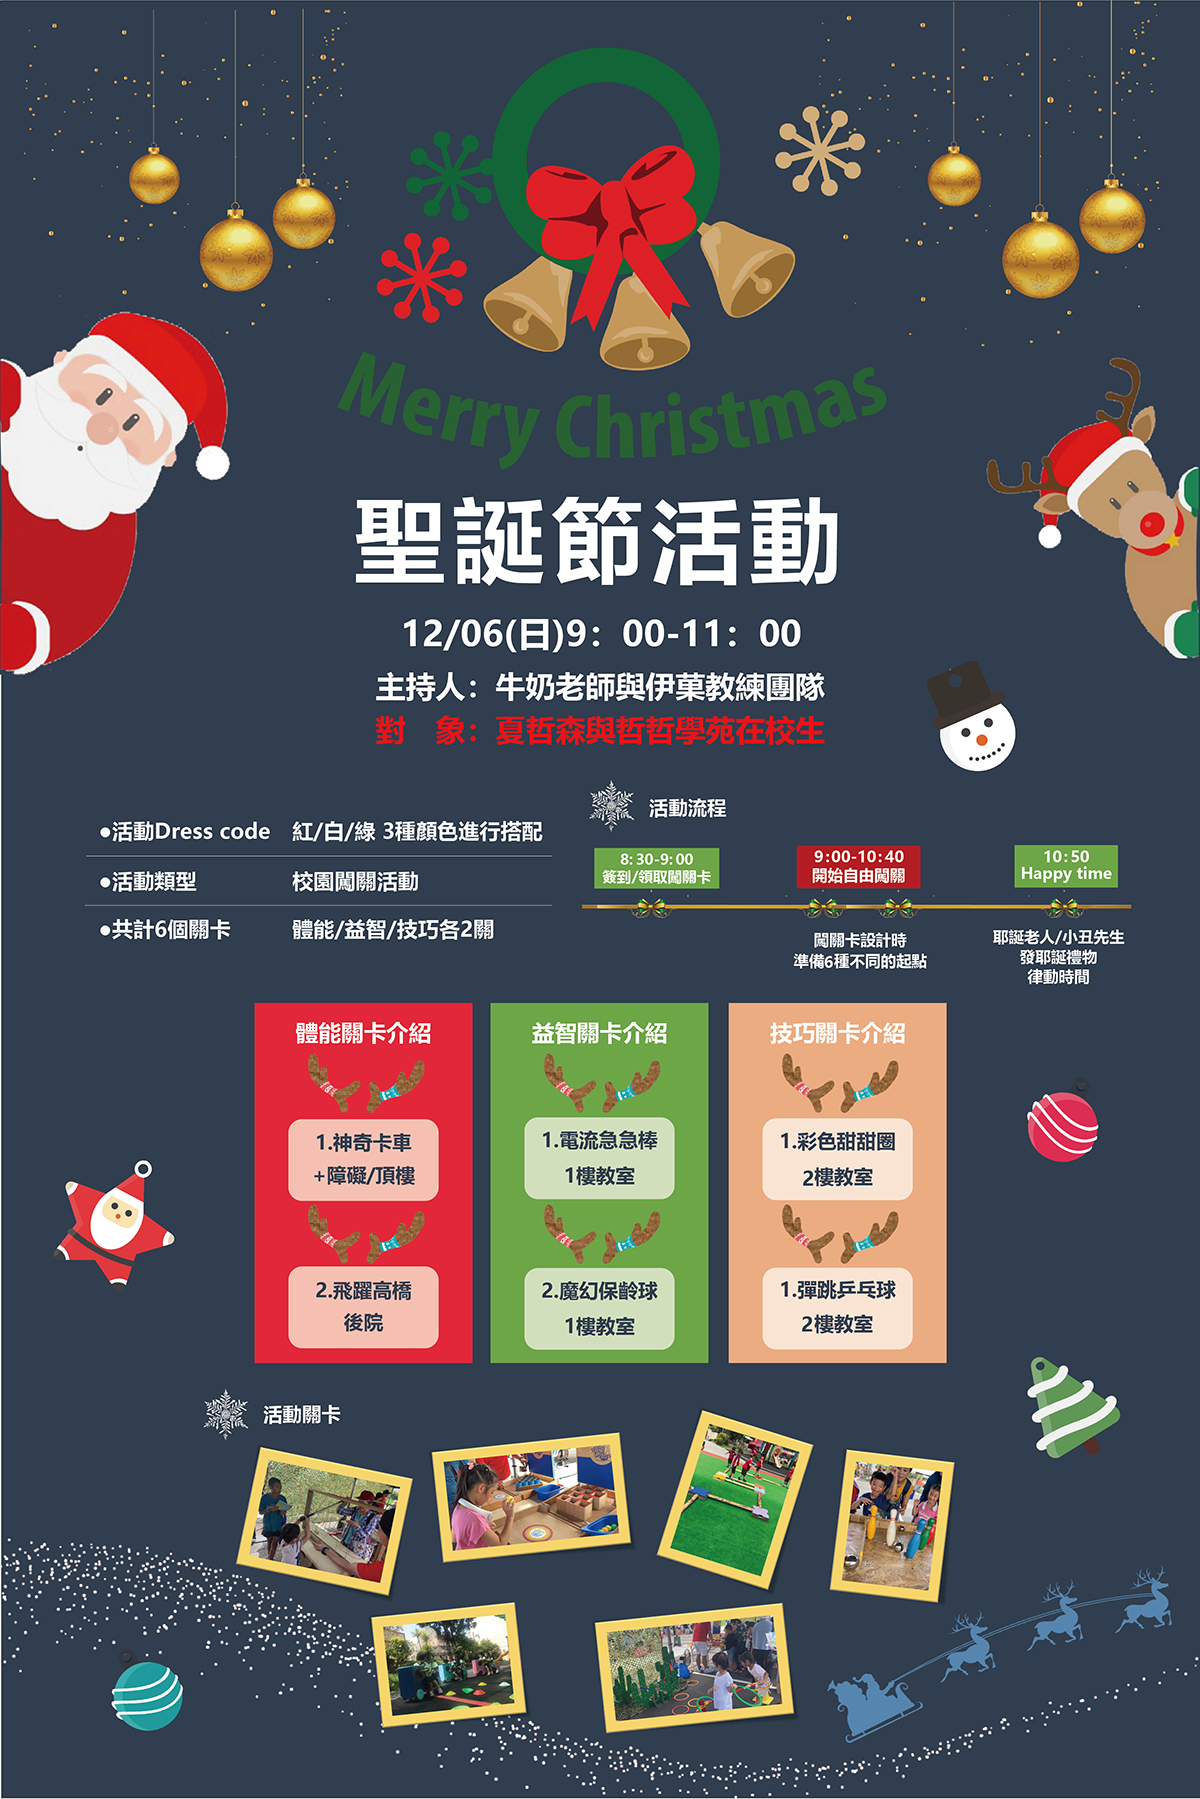 Merry Christmas
聖誕節活動
12/06(日)9：00-11：00
主持人：牛奶老師與伊菓教練團隊
對　象：夏哲森與哲哲學苑在校生
●活動Dress code　紅/白/綠 3種顏色進行搭配
●活動類型　校園闖關活動
●共計6個關卡　體能/益智/技巧各2關
活動流程
8:30-9:00
簽到/領取闖關卡
9:00-10:40
開始自由闖關
闖關卡設計時
準備6種不同的起點
10:50
Happy time
耶誕老人/小丑先生
發耶誕禮物
律動時間
體能關卡介紹
1.神奇卡車
+障礙/頂樓
2.飛躍高橋
後院
益智關卡介紹
1.電流急急棒
1樓教室
2.魔幻保齡球
1樓教室
技巧關卡介紹
1.彩色甜甜圈
2樓教室
1.彈跳乒乓球
2樓教室
活動關卡